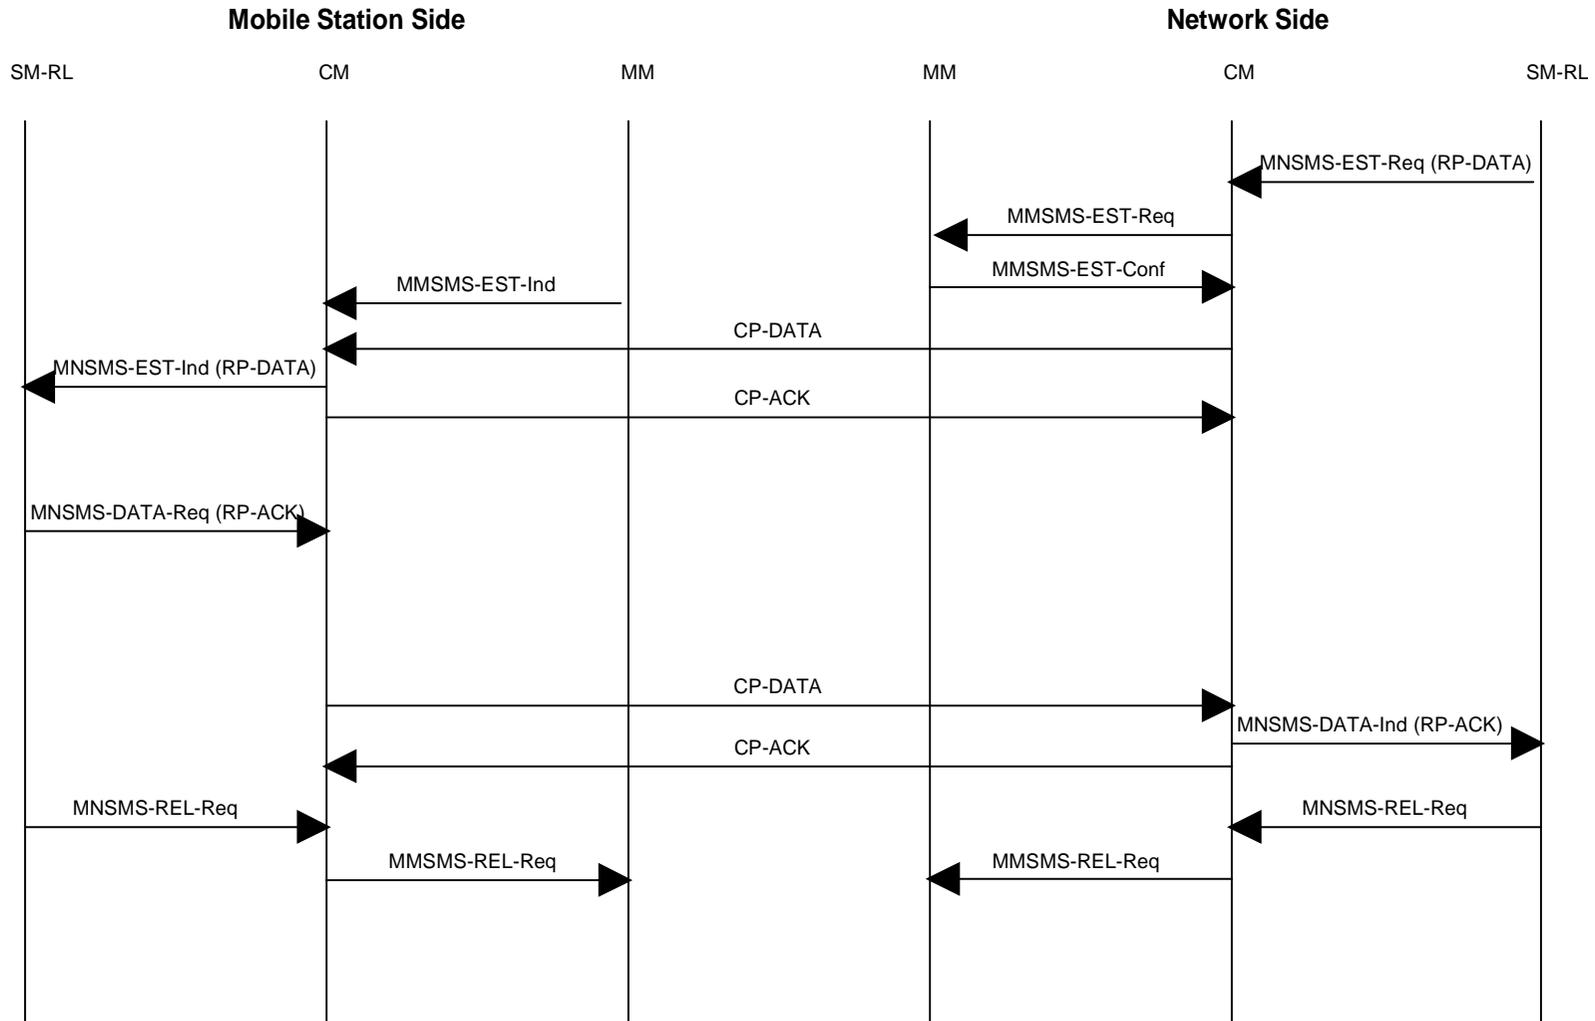 Mobile Station Side
Network Side
SM-RL
CM
MM
MM
CM
SM-RL
MNSMS-EST-Req (RP-DATA)
MMSMS-EST-Req
MMSMS-EST-Conf
MMSMS-EST-Ind
CP-DATA
MNSMS-EST-Ind (RP-DATA)
CP-ACK
MNSMS-DATA-Req (RP-ACK)
CP-DATA
MNSMS-DATA-Ind (RP-ACK)
CP-ACK
MNSMS-REL-Req
MNSMS-REL-Req
MMSMS-REL-Req
MMSMS-REL-Req